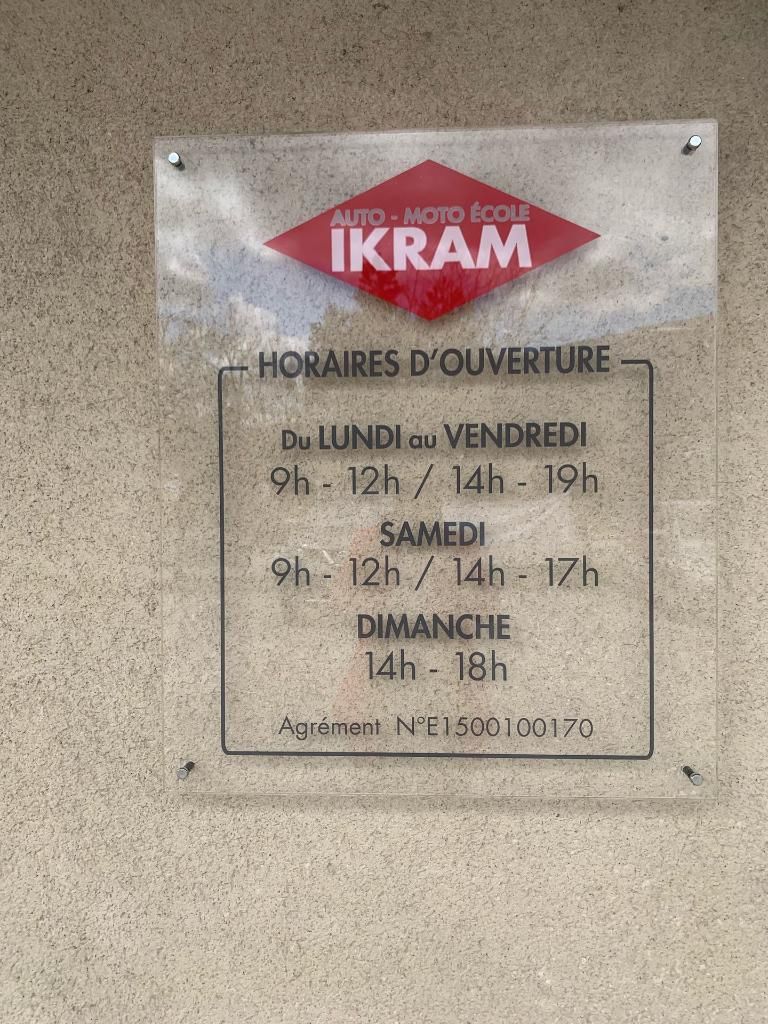 AUTO - MOTO ÉCOLE
IKRAM
HORAIRES D'OUVERTURE
Du LUNDI au VENDREDI
9h - 12h / 14h - 19h
SAMEDI
9h - 12h / 14h - 17h
DIMANCHE
14h - 18h
Agrément N°E1500100170